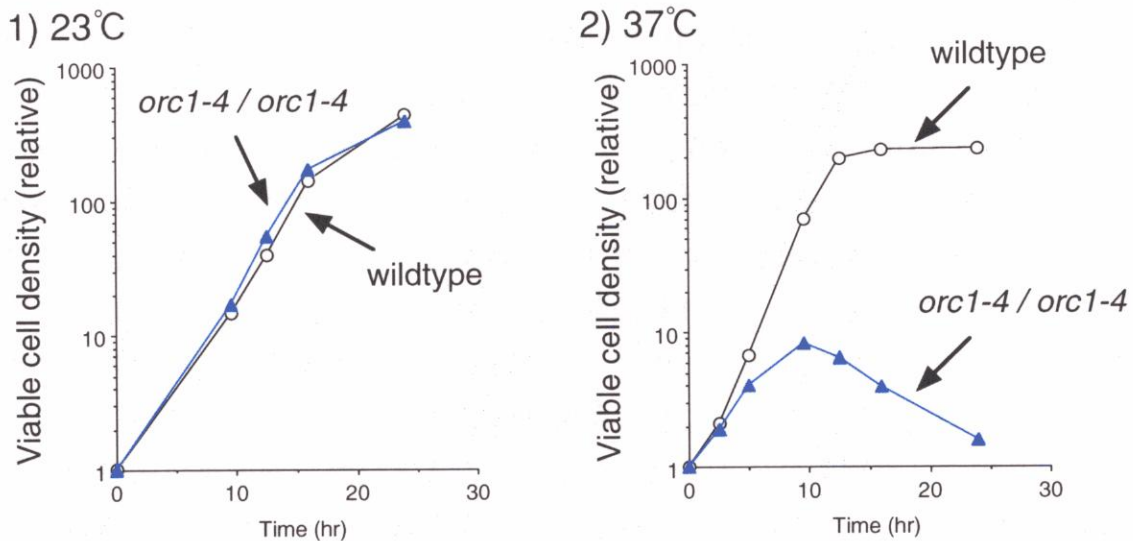 1) 23°C
Viable cell density (relative)
1000
100
10
1
0
10
20
30
Time (hr)
orc1-4 / orc1-4
wildtype
2) 37°C
Viable cell density (relative)
1000
100
10
1
0
10
20
30
Time (hr)
wildtype
orc1-4 / orc1-4